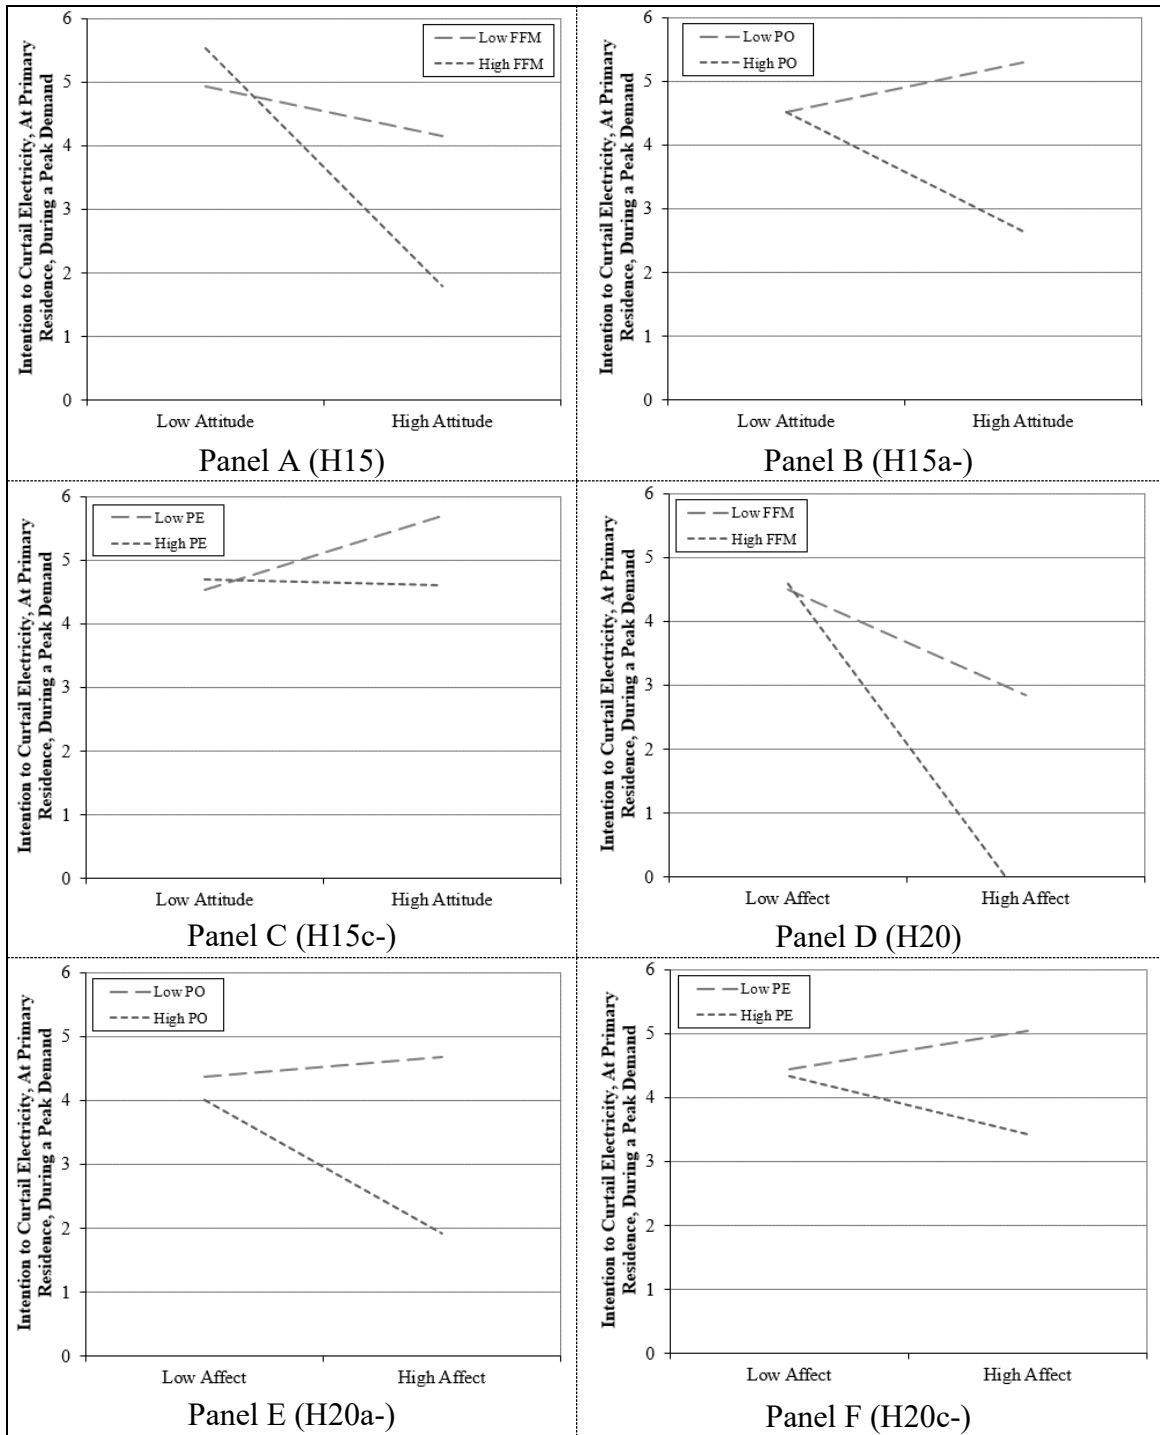 Intention to Curtail Electricity, At Primary
Residence, During a Peak Demand
6
5
4
3
2
1
0
Low FFM
High FFM
Low Attitude
High Attitude
Panel A (H15)
Intention to Curtail Electricity, At Primary
Residence, During a Peak Demand
6
5
4
3
2
1
0
Low PO
High PO
Low Attitude
High Attitude
Panel B (H15a-)
Intention to Curtail Electricity, At Primary
Residence, During a Peak Demand
6
5
4
3
2
1
0
Low PE
High PE
Low Attitude
High Attitude
Panel C (H15c-)
Intention to Curtail Electricity, At Primary
Residence, During a Peak Demand
6
5
4
3
2
1
0
Low FFM
High FFM
Low Affect
High Affect
Panel D (H20)
Intention to Curtail Electricity, At Primary
Residence, During a Peak Demand
6
5
4
3
2
1
0
Low PO
High PO
Low Affect
High Affect
Panel E (H20a-)
Intention to Curtail Electricity, At Primary
Residence, During a Peak Demand
6
5
4
3
2
1
0
Low PE
High PE
Low Affect
High Affect
Panel F (H20c-)